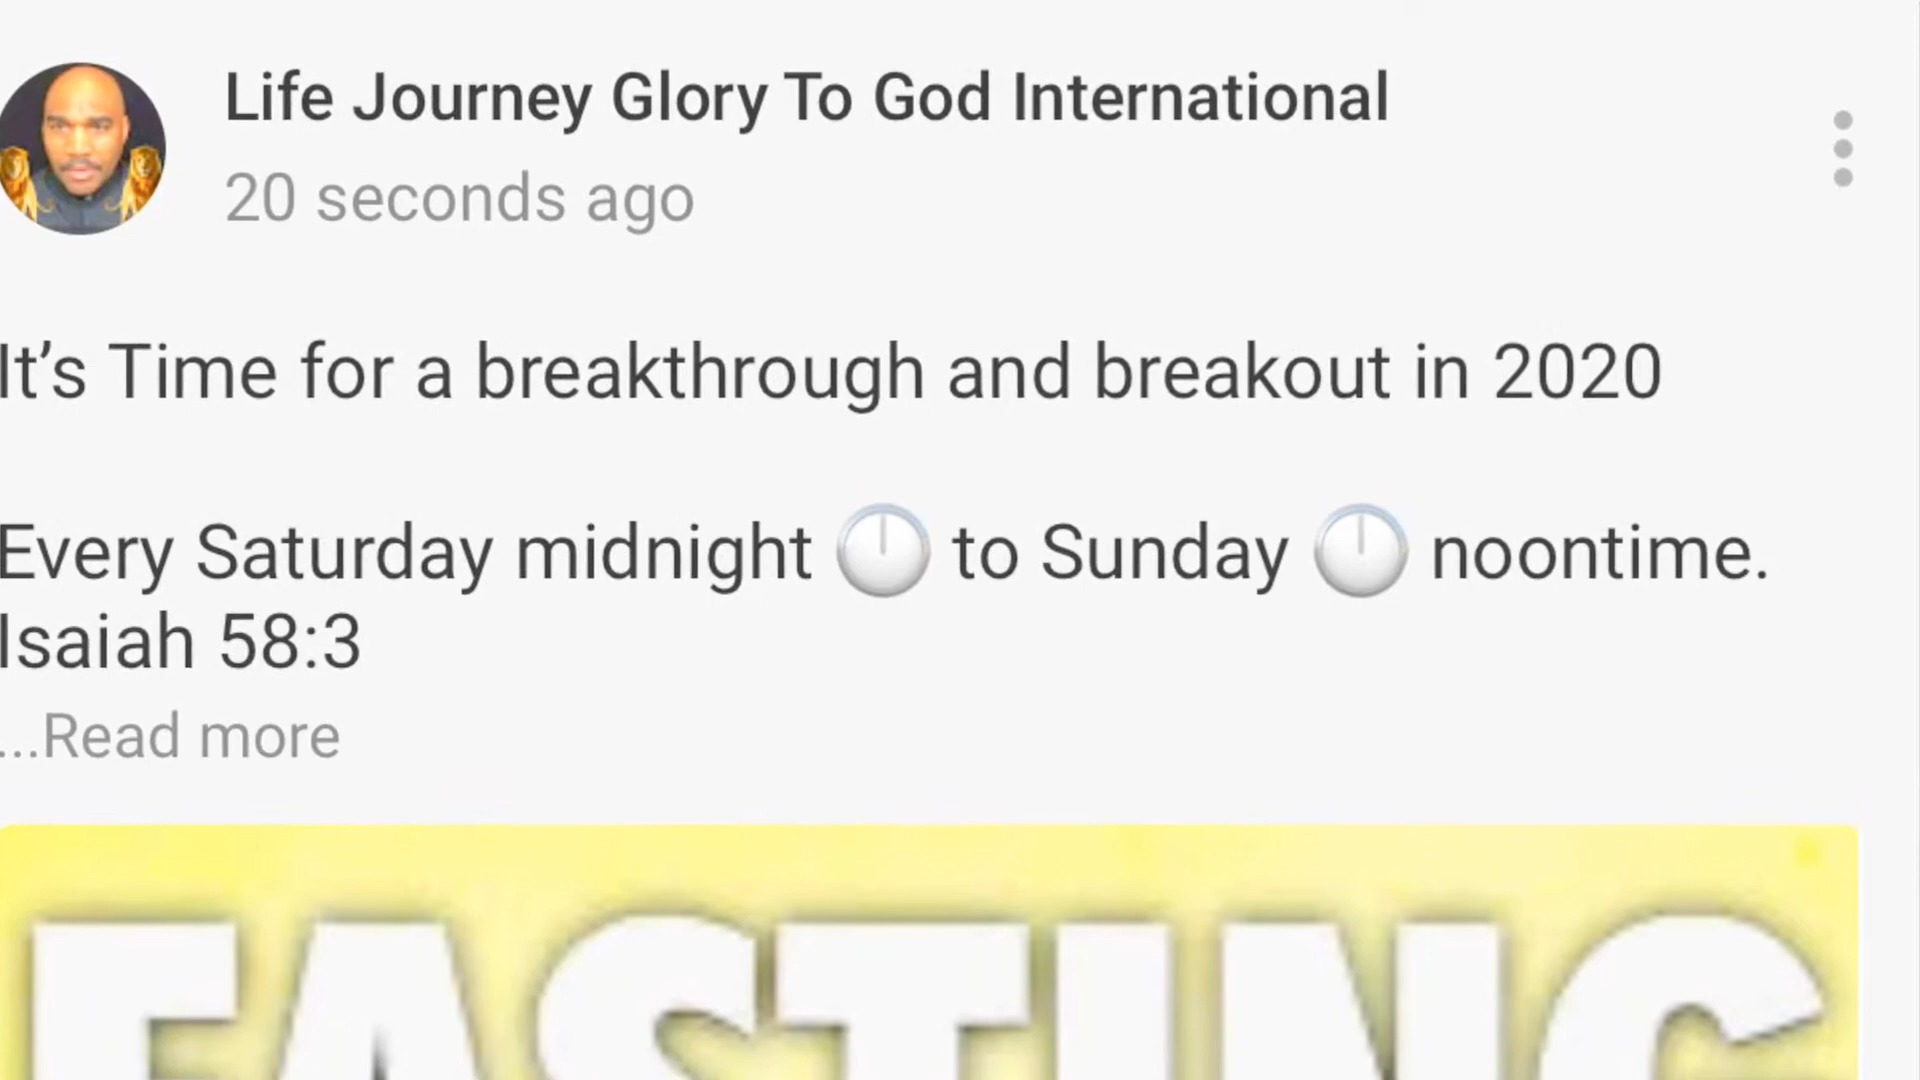 Life Journey Glory To God International
20 seconds ago
It’s Time for a breakthrough and breakout in 2020
Every Saturday midnight 🕛 to Sunday 🕛 noontime.
Isaiah 58:3
...Read more
FASTING